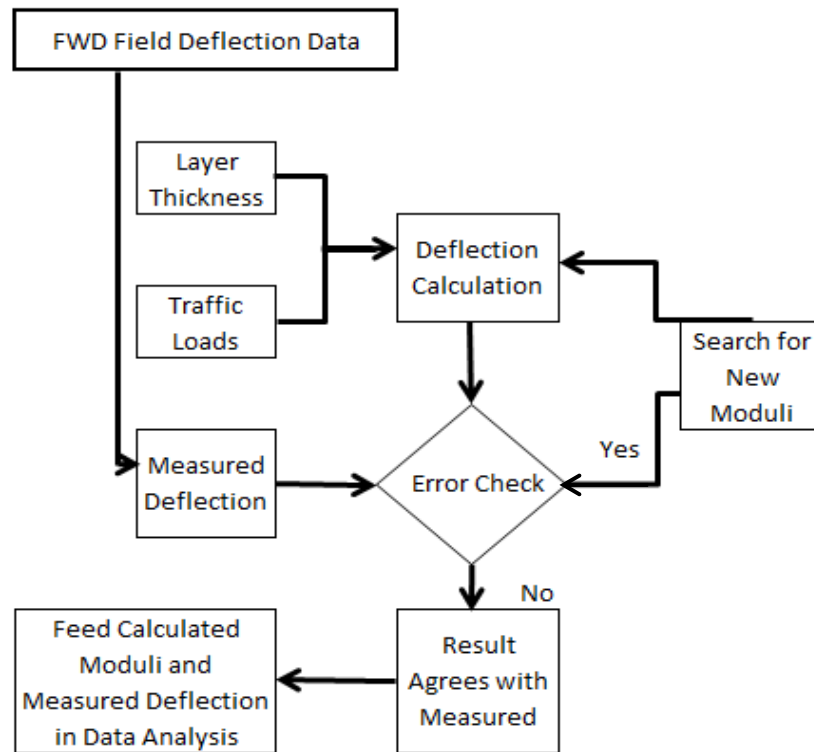 FWD Field Deflection Data
Layer
Thickness
Deflection
Calculation
Traffic
Loads
Search for
New
Moduli
Yes
Measured
Deflection
Error Check
No
Feed Calculated
Moduli and
Measured Deflection
in Data Analysis
Result
Agrees with
Measured